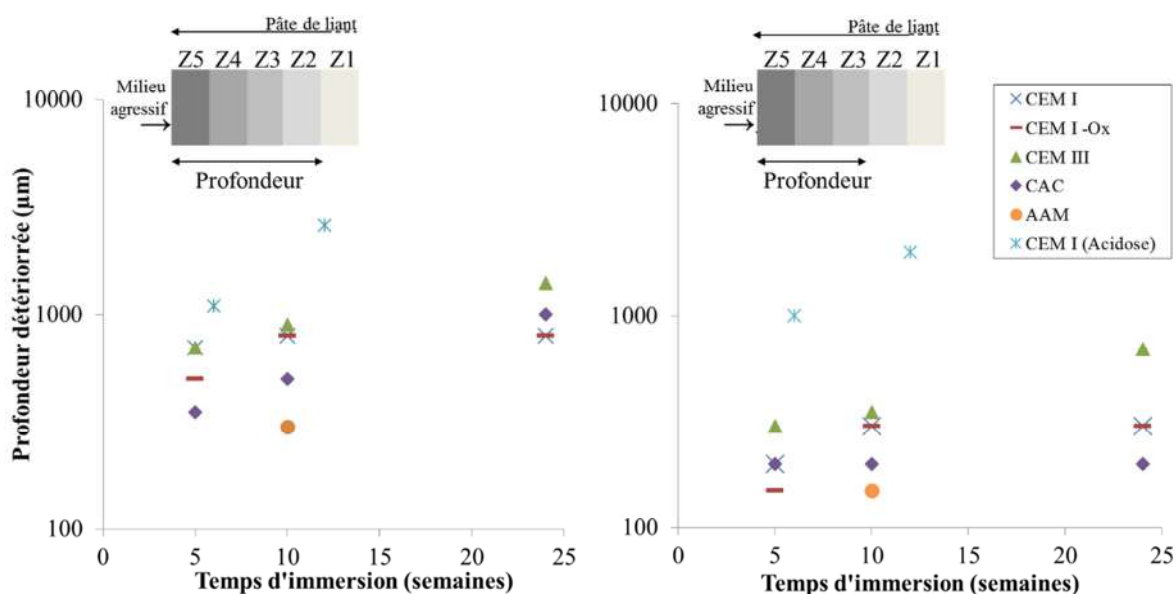 Pâte de liant
Z5 Z4 Z3 Z2 Z1
Milieu
agressif
Profondeur
Profondeur détériorrée (µm)
10000
1000
100
0 5 10 15 20 25
Temps d'immersion (semaines)
Pâte de liant
Z5 Z4 Z3 Z2 Z1
Milieu
agressif
Profondeur
10000
1000
100
0 5 10 15 20 25
Temps d'immersion (semaines)
CEM I
CEM I -Ox
CEM III
CAC
AAM
CEM I (Acidose)